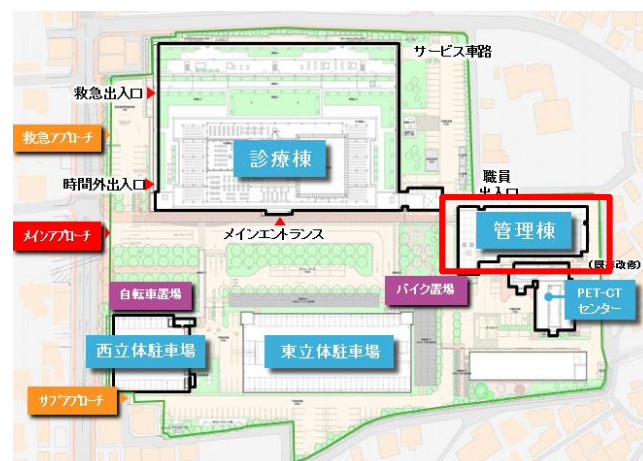 サービス車路
救急出入口
救急アプローチ
診療棟
時間外出入口
職員
出入口
メインアプローチ
メインエントランス
管理棟
(既存改修)
自転車置場
バイク置場
PET-CT
センター
西立体駐車場
東立体駐車場
サブアプローチ